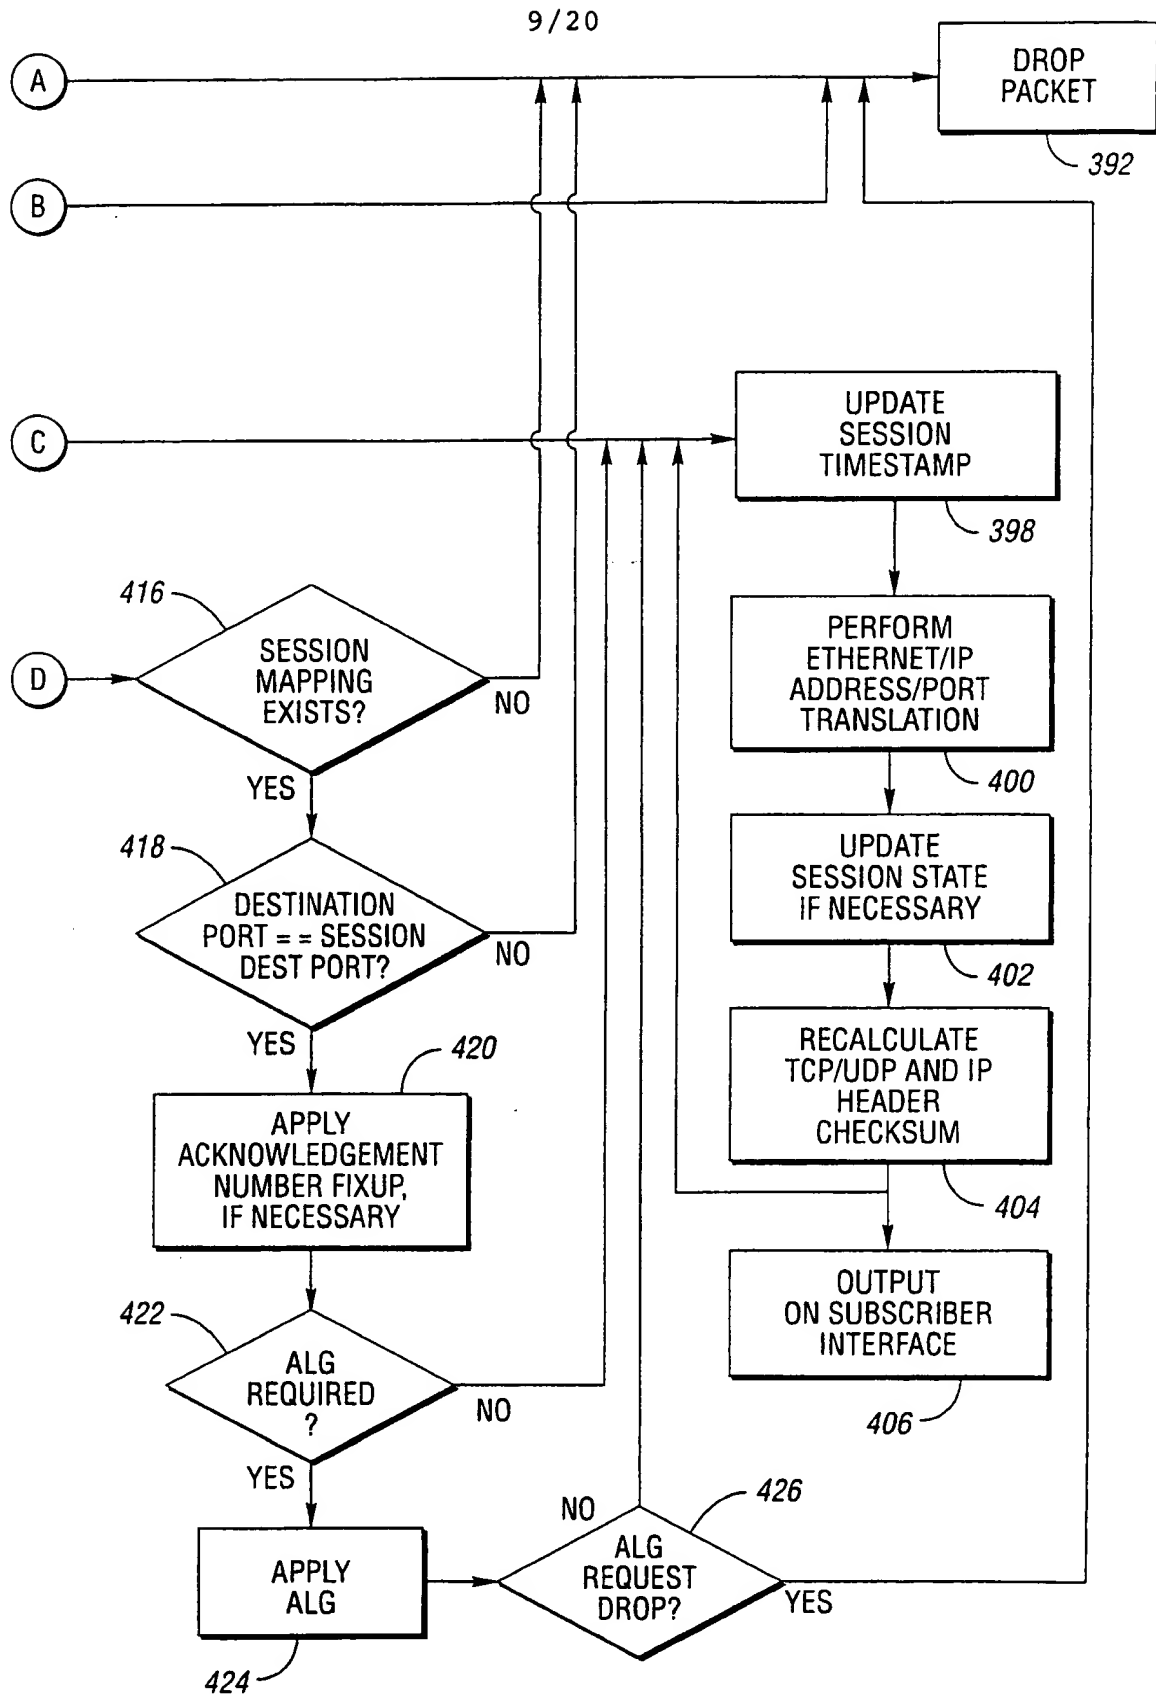 9/20
A
DROP
PACKET
392
B
C
UPDATE
SESSION
TIMESTAMP
398
416
D
SESSION
MAPPING
EXISTS?
NO
YES
PERFORM
ETHERNET/IP
ADDRESS/PORT
TRANSLATION
400
418
DESTINATION
PORT == SESSION
DEST PORT?
NO
YES
UPDATE
SESSION STATE
IF NECESSARY
402
420
APPLY
ACKNOWLEDGEMENT
NUMBER FIXUP,
IF NECESSARY
RECALCULATE
TCP/UDP AND IP
HEADER
CHECKSUM
404
422
ALG
REQUIRED
?
NO
YES
OUTPUT
ON SUBSCRIBER
INTERFACE
406
APPLY
ALG
424
NO
426
ALG
REQUEST
DROP?
YES